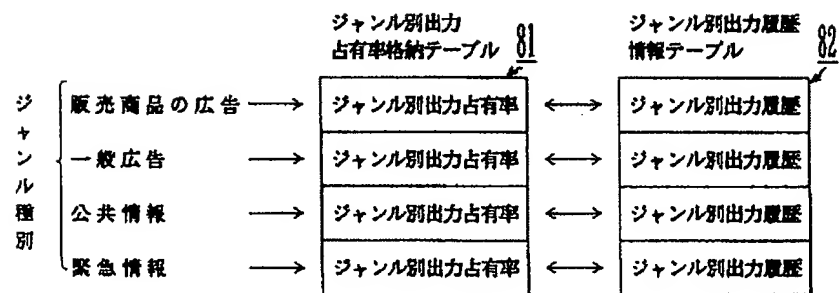 ジャンル別出力
占有率格納テーブル 81
ジャンル別出力履歴
情報テーブル 82
ジャンル種別
販売商品の広告 → ジャンル別出力占有率 ↔ ジャンル別出力履歴
一般広告 → ジャンル別出力占有率 ↔ ジャンル別出力履歴
公共情報 → ジャンル別出力占有率 ↔ ジャンル別出力履歴
緊急情報 → ジャンル別出力占有率 ↔ ジャンル別出力履歴